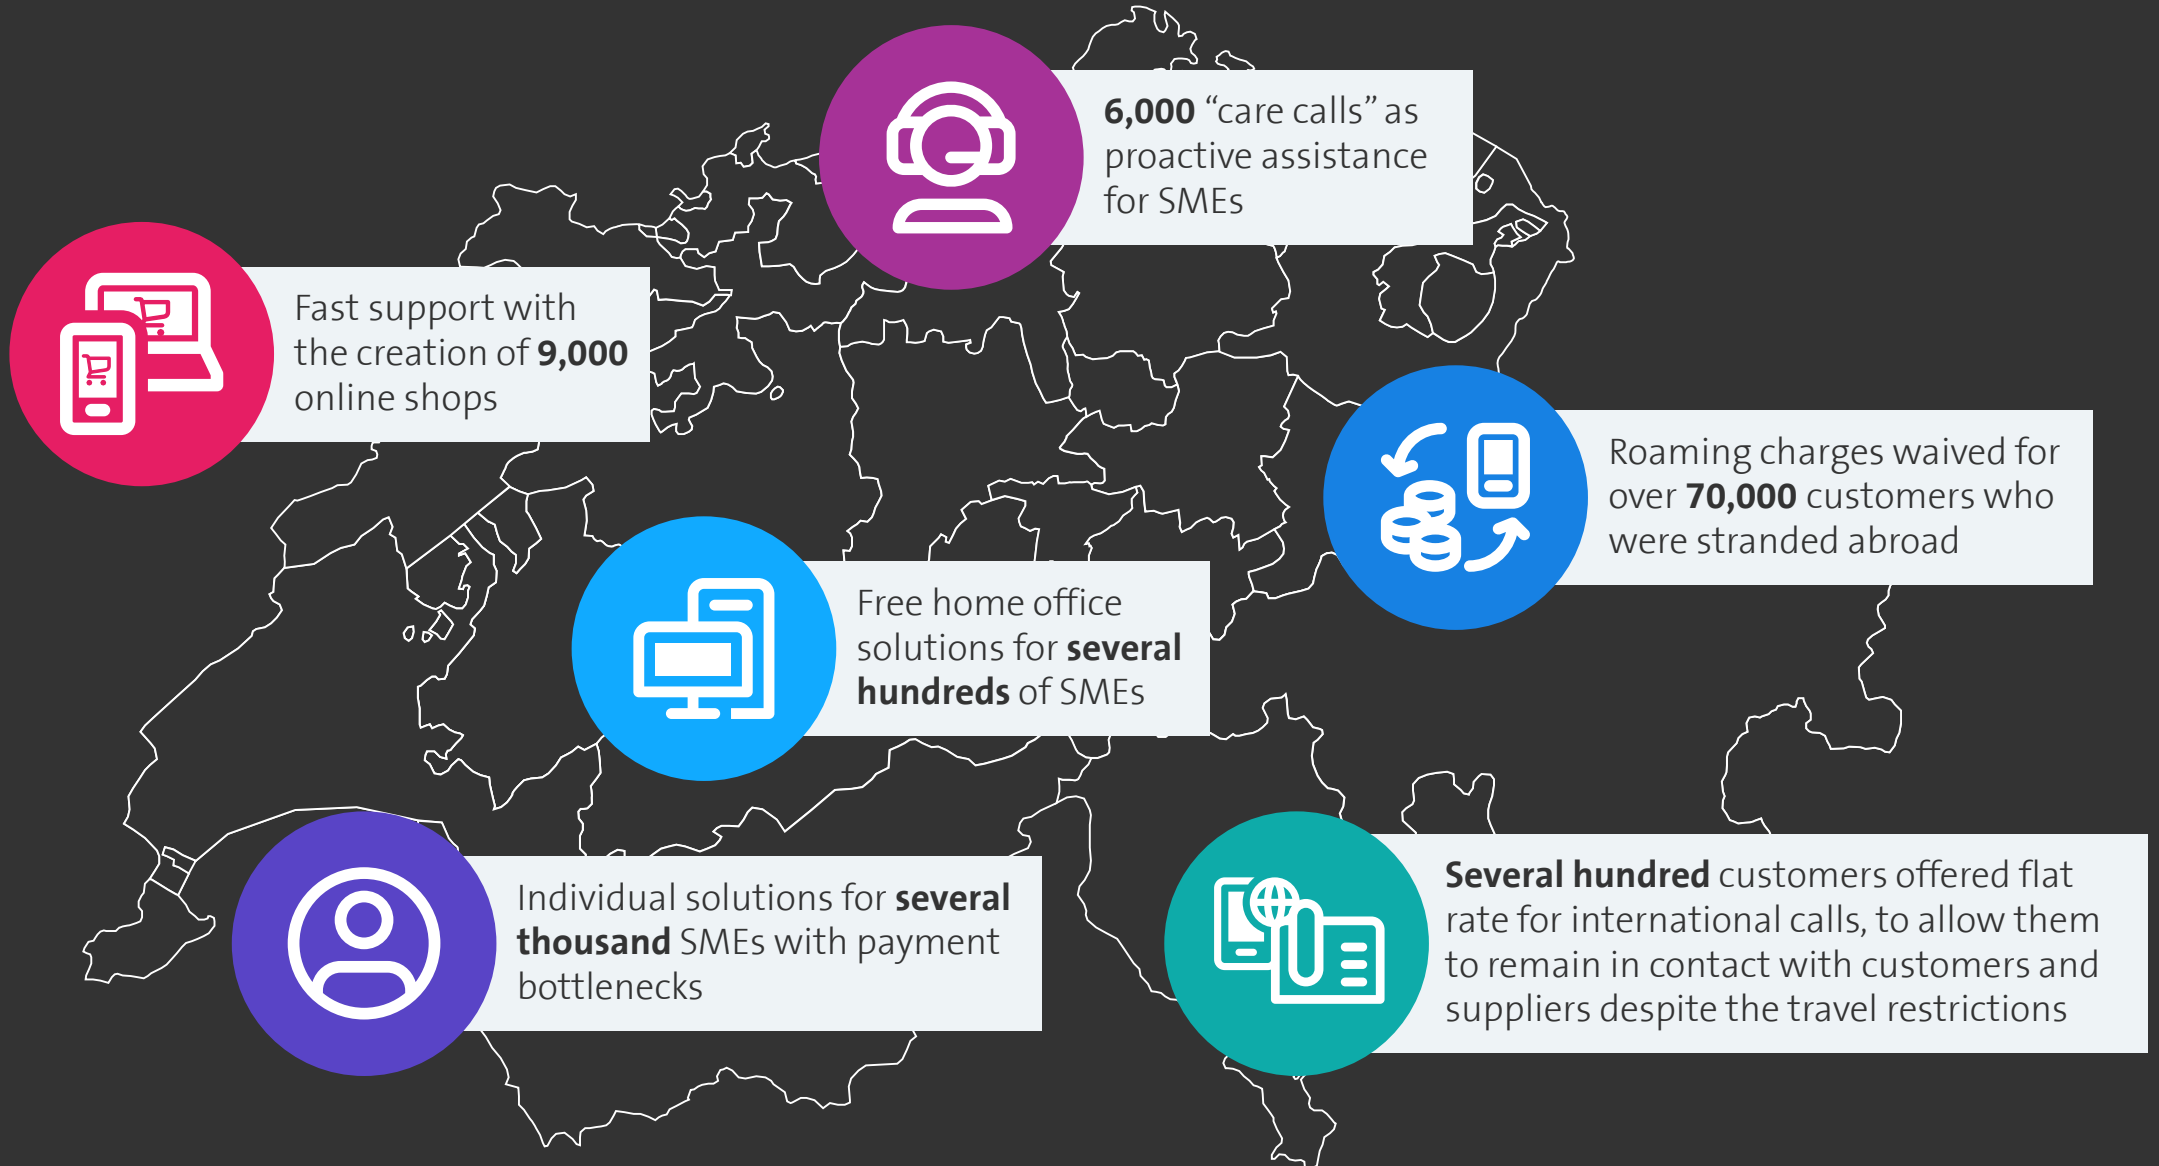 6,000 “care calls” as
proactive assistance
for SMEs
Fast support with
the creation of 9,000
online shops
Roaming charges waived for
over 70,000 customers who
were stranded abroad
Free home office
solutions for several
hundreds of SMEs
Individual solutions for several
thousand SMEs with payment
bottlenecks
Several hundred customers offered flat
rate for international calls, to allow them
to remain in contact with customers and
suppliers despite the travel restrictions